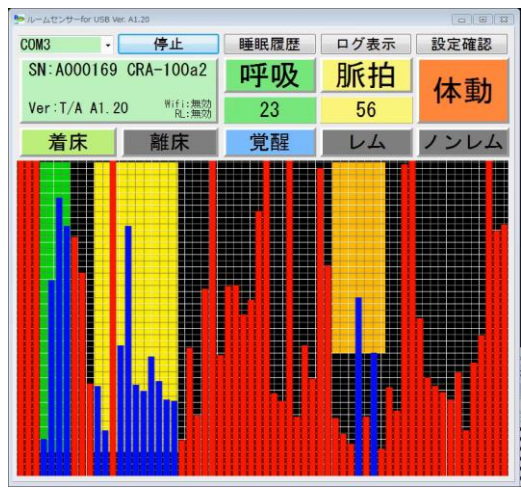 ルームセンサーfor USB Ver. A1.20
COM3 停止 睡眠履歴 ログ表示 設定確認
SN:A000169 CRA-100a2
Ver:T/A A1.20 Wifi:無効
RL:無効
呼吸 脈拍 体動
23 56
着床 離床 覚醒 レム ノンレム